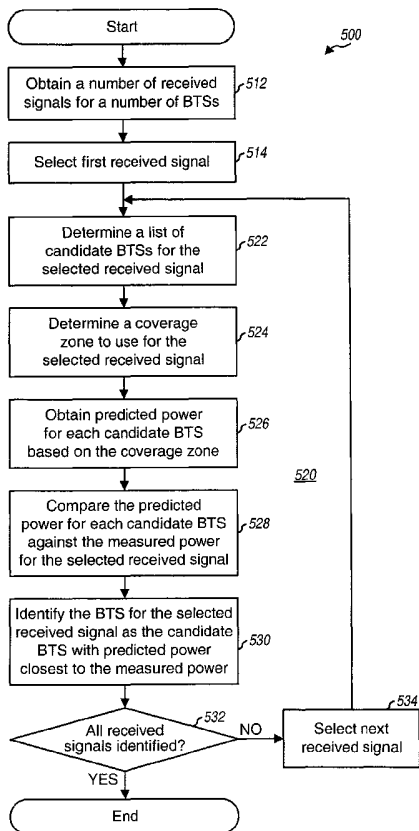 Start
500
Obtain a number of received
signals for a number of BTSs
512
Select first received signal
514
Determine a list of
candidate BTSs for the
selected received signal
522
Determine a coverage
zone to use for the
selected received signal
524
Obtain predicted power
for each candidate BTS
based on the coverage zone
526
520
Compare the predicted
power for each candidate BTS
against the measured power
for the selected received signal
528
Identify the BTS for the selected
received signal as the candidate
BTS with predicted power
closest to the measured power
530
All received
signals identified?
532
NO
Select next
received signal
534
YES
End